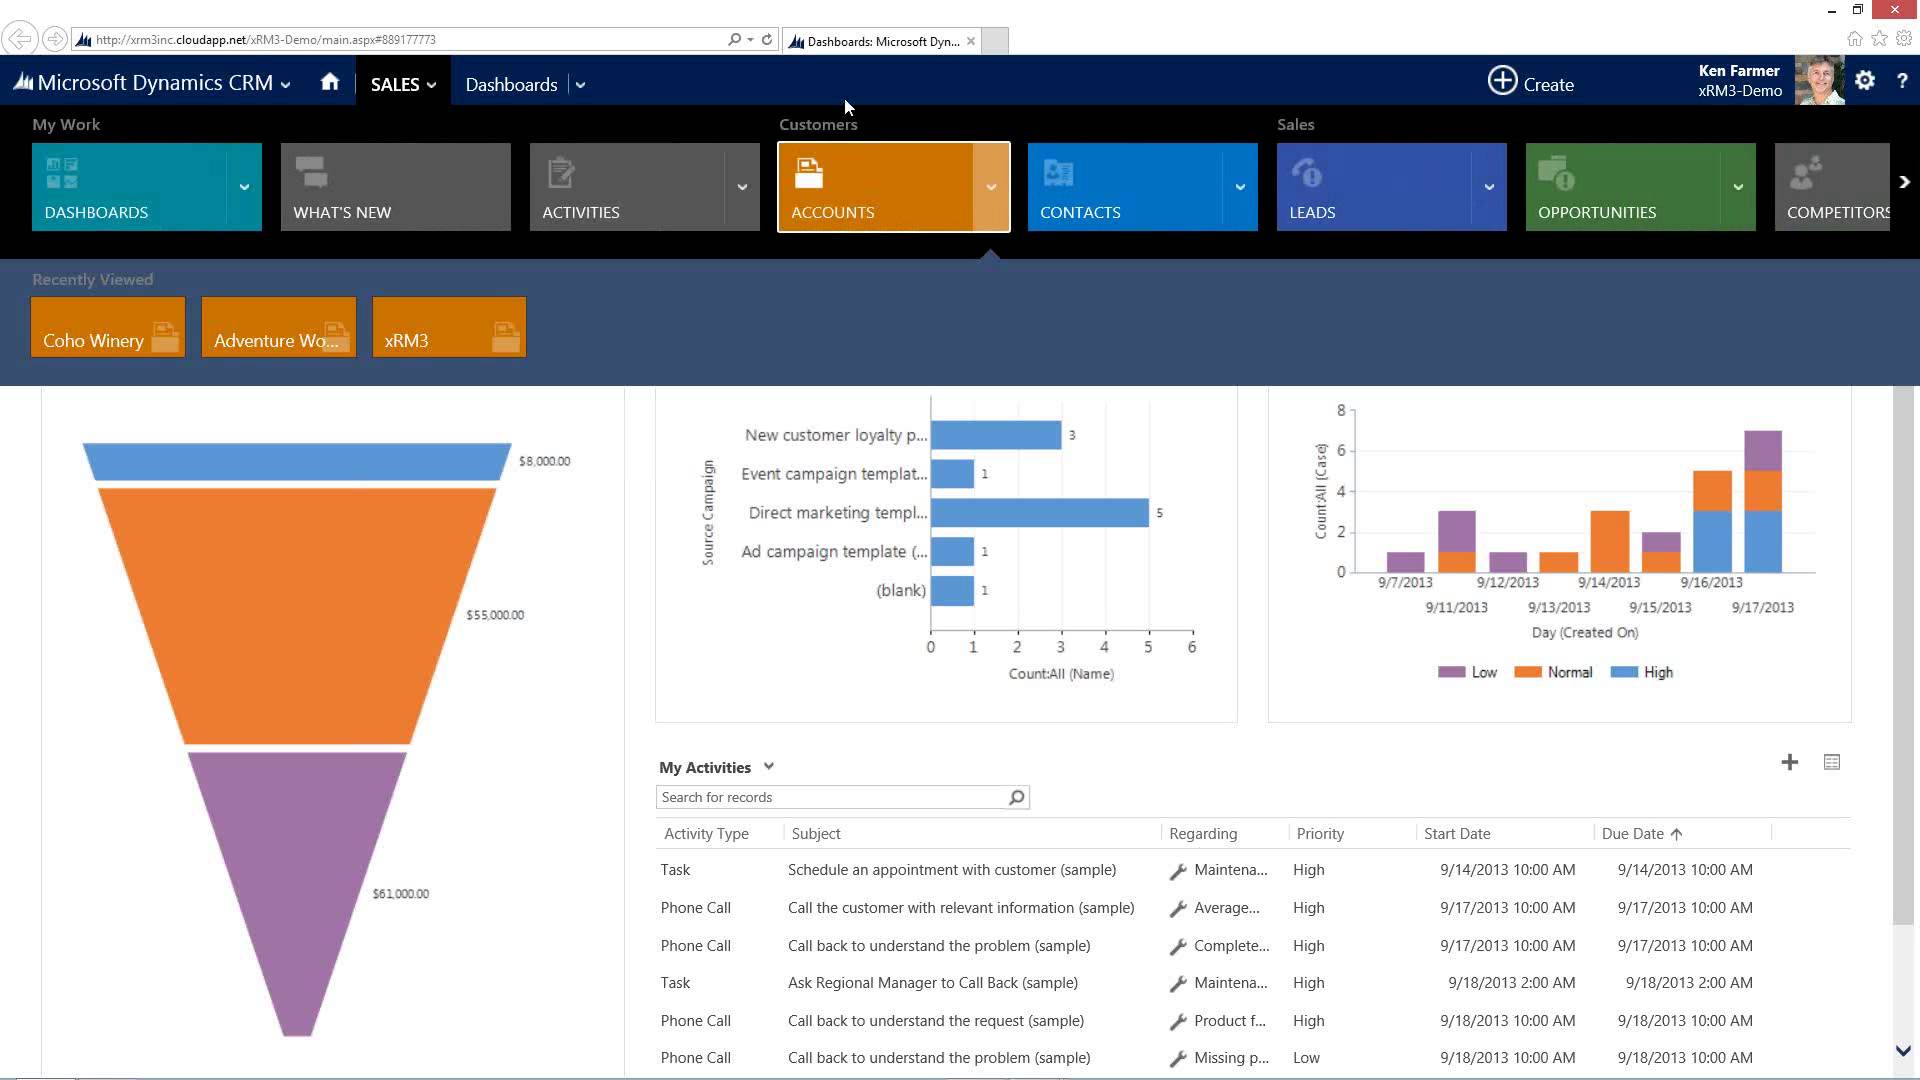 http://xrm3inc.cloudapp.net/xRM3-Demo/main.aspx#889177773
Dashboards: Microsoft Dyn...
Microsoft Dynamics CRM
SALES
Dashboards
Create
Ken Farmer
xRM3-Demo
?
My Work
Customers
Sales
DASHBOARDS
WHAT'S NEW
ACTIVITIES
ACCOUNTS
CONTACTS
LEADS
OPPORTUNITIES
COMPETITORS
Recently Viewed
Coho Winery
Adventure Wo...
xRM3
$8,000.00
$55,000.00
$61,000.00
Source Campaign
New customer loyalty p... 3
Event campaign templat... 1
Direct marketing templ... 5
Ad campaign template (... 1
(blank) 1
0 1 2 3 4 5 6
Count:All (Name)
Count:All (Case)
8
6
4
2
0
9/7/2013 9/12/2013 9/14/2013 9/16/2013
9/11/2013 9/13/2013 9/15/2013 9/17/2013
Day (Created On)
Low Normal High
My Activities
Search for records
Activity Type Subject Regarding Priority Start Date Due Date
Task Schedule an appointment with customer (sample) Maintena... High 9/14/2013 10:00 AM 9/14/2013 10:00 AM
Phone Call Call the customer with relevant information (sample) Average... High 9/17/2013 10:00 AM 9/17/2013 10:00 AM
Phone Call Call back to understand the problem (sample) Complete... High 9/17/2013 10:00 AM 9/17/2013 10:00 AM
Task Ask Regional Manager to Call Back (sample) Maintena... High 9/18/2013 2:00 AM 9/18/2013 2:00 AM
Phone Call Call back to understand the request (sample) Product f... High 9/18/2013 10:00 AM 9/18/2013 10:00 AM
Phone Call Call back to understand the problem (sample) Missing p... Low 9/18/2013 10:00 AM 9/18/2013 10:00 AM